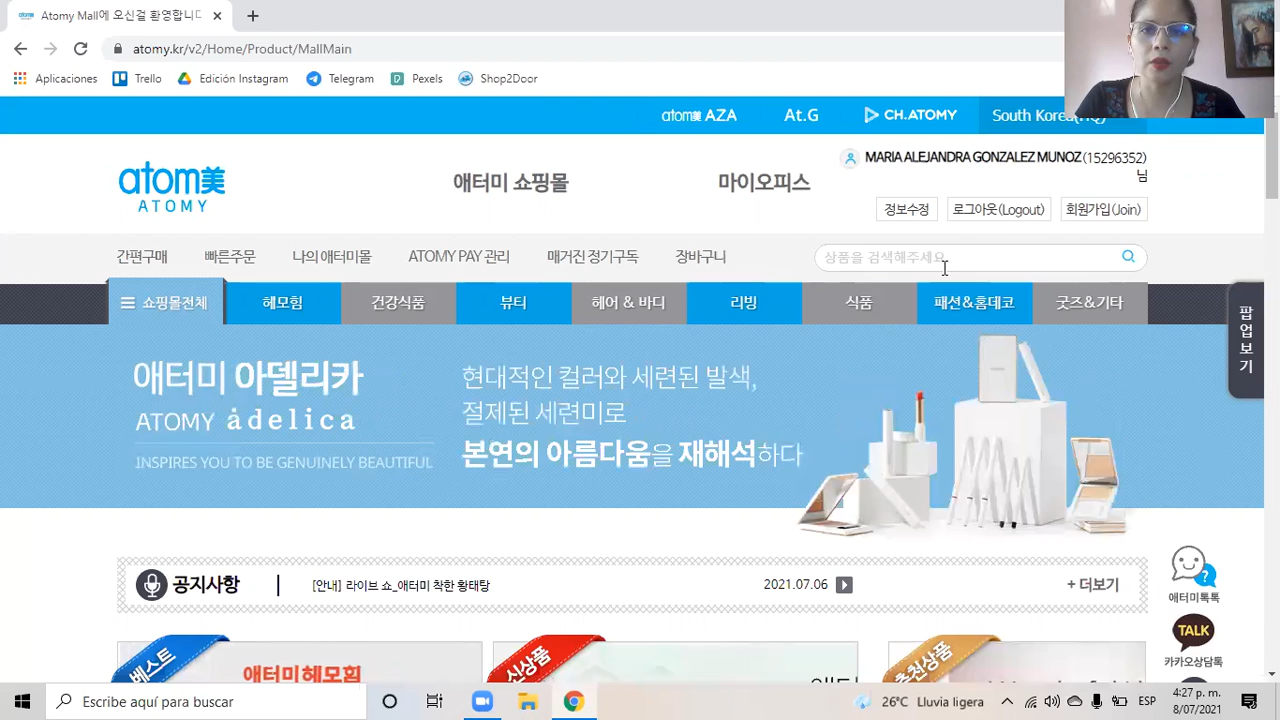 Atomy Mall에 오신걸 환영합니다
atomy.kr/v2/Home/Product/MallMain
Aplicaciones
Trello
Edición Instagram
Telegram
Pexels
Shop2Door
atom美 AZA
At.G
CH.ATOMY
South Korea(HQ)
atom美
ATOMY
애터미 쇼핑몰
마이오피스
MARIA ALEJANDRA GONZALEZ MUNOZ (15296352)
님
정보수정
로그아웃(Logout)
회원가입(Join)
간편구매
빠른주문
나의 애터미몰
ATOMY PAY 관리
매거진 정기구독
장바구니
상품을 검색해주세요
쇼핑몰전체
헤모힘
건강식품
뷰티
헤어 & 바디
리빙
식품
패션&홈데코
굿즈&기타
팝업보기
애터미 아델리카
ATOMY ådelica
INSPIRES YOU TO BE GENUINELY BEAUTIFUL
현대적인 컬러와 세련된 발색,
절제된 세련미로
본연의 아름다움을 재해석하다
공지사항
[안내] 라이브 쇼_애터미 착한 황태탕
2021.07.06
+ 더보기
애터미톡톡
TALK
카카오상담톡
베스트
애터미헤모힘
신상품
추천상품
Escribe aquí para buscar
26°C Lluvia ligera
ESP
4:27 p. m.
8/07/2021